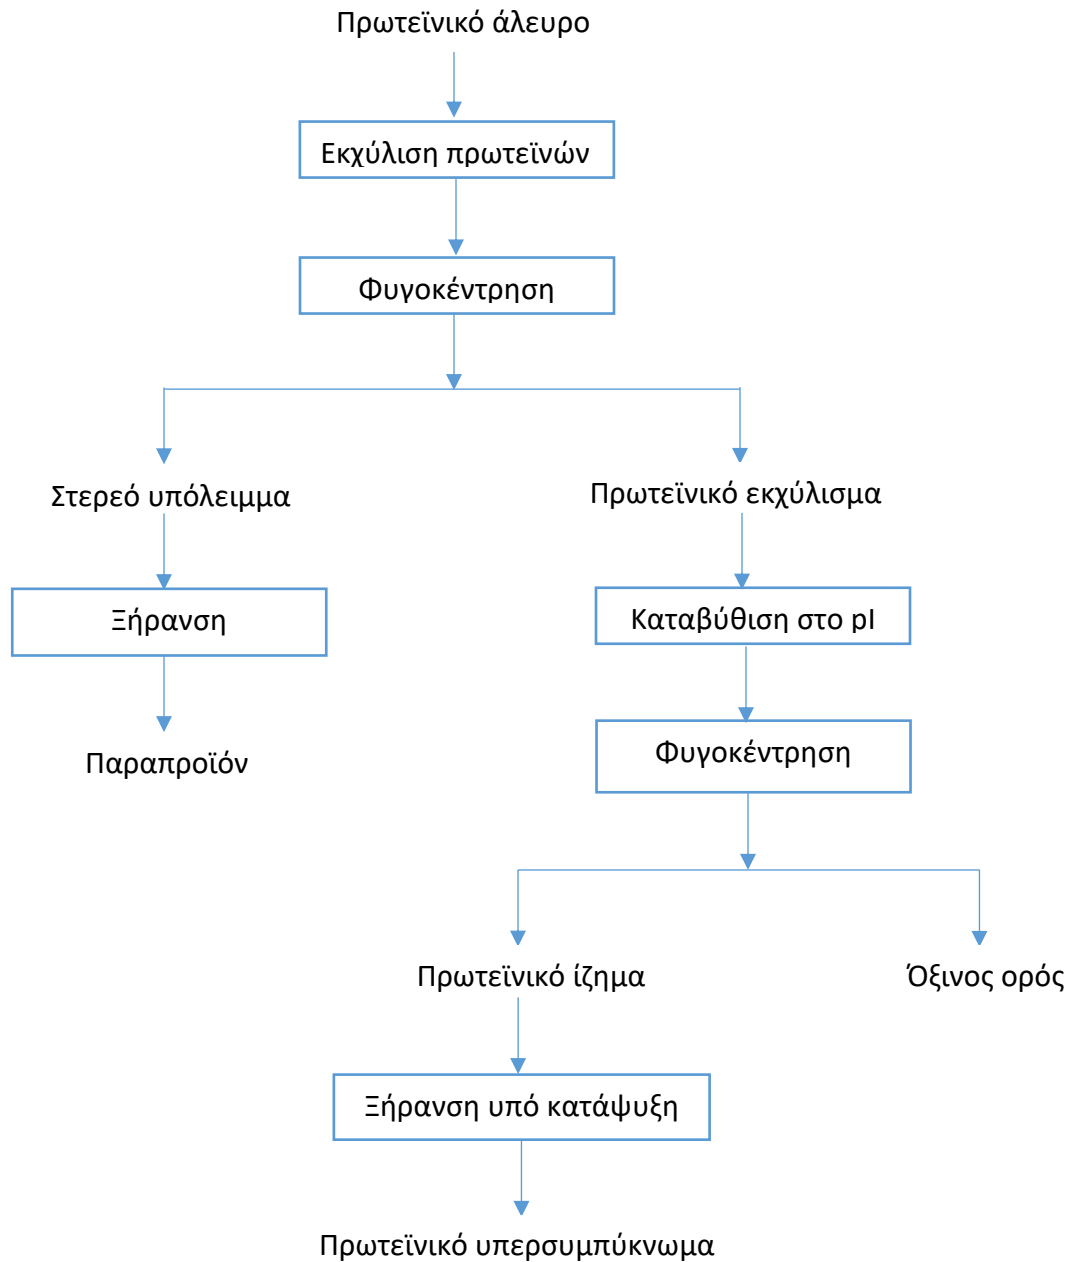 Πρωτεϊνικό άλευρο
Εκχύλιση πρωτεϊνών
Φυγοκέντρηση
Στερεό υπόλειμμα
Πρωτεϊνικό εκχύλισμα
Ξήρανση
Καταβύθιση στο pI
Παραπροϊόν
Φυγοκέντρηση
Πρωτεϊνικό ίζημα
Όξινος ορός
Ξήρανση υπό κατάψυξη
Πρωτεϊνικό υπερσυμπύκνωμα